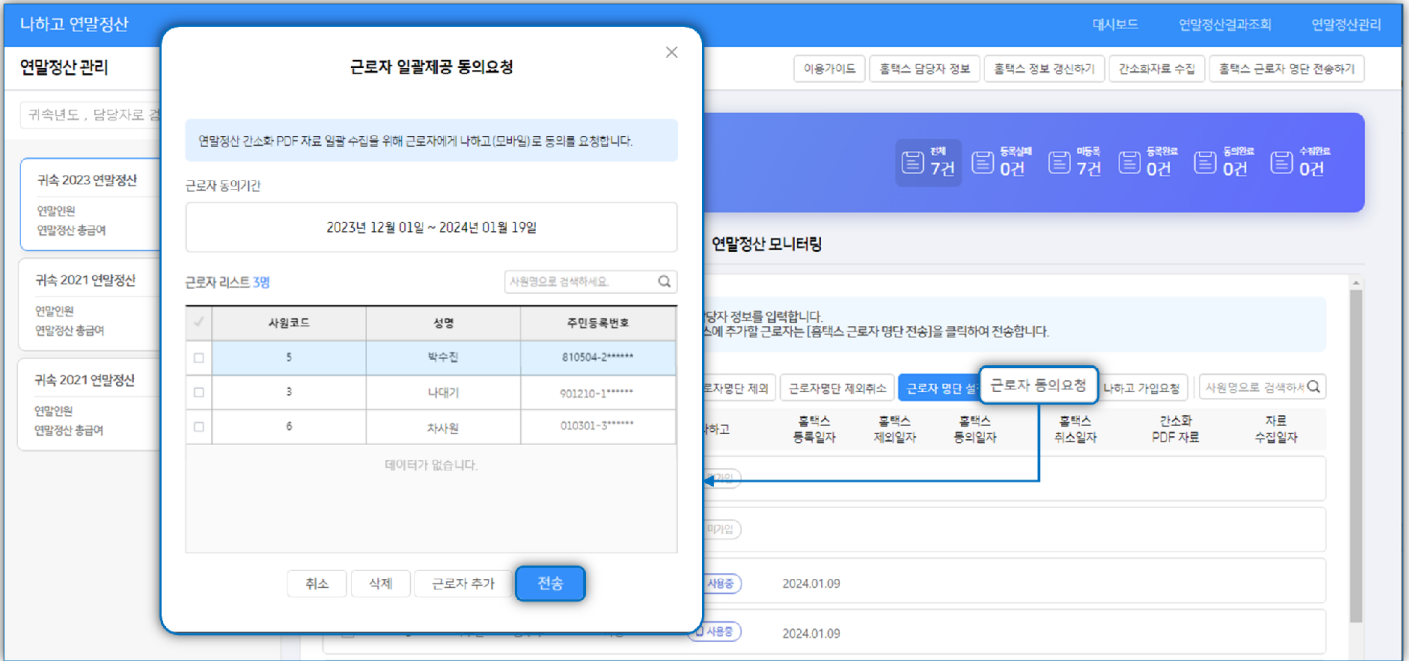 나하고 연말정산
대시보드 연말정산결과조회 연말정산관리
연말정산 관리
이용가이드 홈택스 담당자 정보 홈택스 정보 갱신하기 간소화자료 수집 홈택스 근로자 명단 전송하기
귀속년도 , 담당자로 검
귀속 2023 연말정산
연말인원
연말정산 총급여
귀속 2021 연말정산
연말인원
연말정산 총급여
귀속 2021 연말정산
연말인원
연말정산 총급여
근로자 일괄제공 동의요청
연말정산 간소화 PDF 자료 일괄 수집을 위해 근로자에게 나하고(모바일)로 동의를 요청합니다.
근로자 동의기간
2023년 12월 01일 ~ 2024년 01월 19일
근로자 리스트 3명
사원명으로 검색하세요.
사원코드 성명 주민등록번호
5 박수진 810504-2******
3 나대기 901210-1******
6 차사원 010301-3******
데이터가 없습니다.
취소 삭제 근로자 추가 전송
전체 7건
등록실패 0건
미등록 7건
등록완료 0건
동의완료 0건
수집완료 0건
연말정산 모니터링
당자 정보를 입력합니다.
스에 추가할 근로자는 [홈택스 근로자 명단 전송]을 클릭하여 전송합니다.
로자명단 제외 근로자명단 제외취소 근로자 명단 설 근로자 동의요청 나하고 가입요청 사원명으로 검색하세
하고 홈택스 등록일자 홈택스 제외일자 홈택스 동의일자 홈택스 취소일자 간소화 PDF 자료 자료 수집일자
미가입
사용중 2024.01.09
사용중 2024.01.09